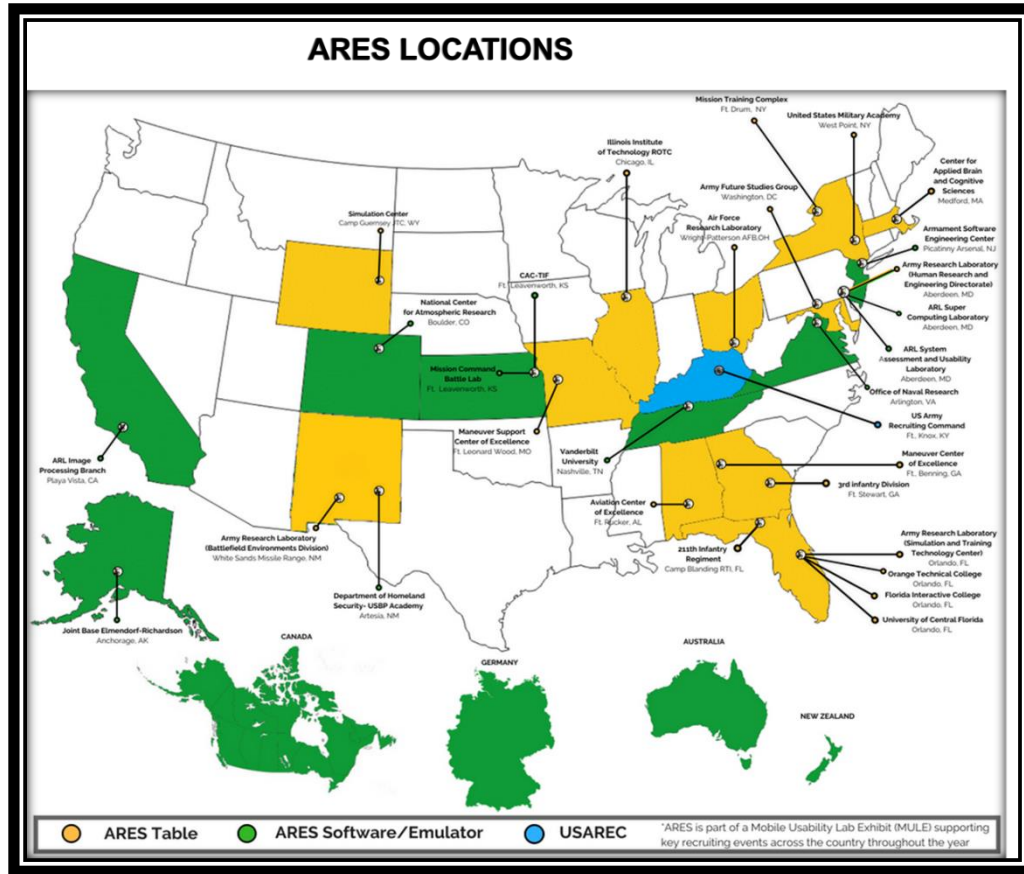 ARES LOCATIONS
Mission Training Complex
Ft. Drum, NY
United States Military Academy
West Point, NY
Illinois Institute
of Technology ROTC
Chicago, IL
Center for
Applied Brain
and Cognitive
Sciences
Medford, MA
Army Future Studies Group
Washington, DC
Simulation Center
Camp Guernsey JTC, WY
Air Force
Research Laboratory
Wright-Patterson AFB,OH
Armament Software
Engineering Center
Picatinny Arsenal, NJ
CAC-TIF
Ft. Leavenworth, KS
Army Research Laboratory
(Human Research and
Engineering Directorate)
Aberdeen, MD
National Center
for Atmospheric Research
Boulder, CO
ARL Super
Computing Laboratory
Aberdeen, MD
ARL System
Assessment and Usability
Laboratory
Aberdeen, MD
Mission Command
Battle Lab
Ft. Leavenworth, KS
Office of Naval Research
Arlington, VA
US Army
Recruiting Command
Ft. Knox, KY
Maneuver Support
Center of Excellence
Ft. Leonard Wood, MO
Vanderbilt
University
Nashville, TN
Maneuver Center
of Excellence
Ft. Benning, GA
ARL Image
Processing Branch
Playa Vista, CA
3rd infantry Division
Ft. Stewart, GA
Aviation Center
of Excellence
Ft. Rucker, AL
Army Research Laboratory
(Battlefield Environments Division)
White Sands Missile Range, NM
211th Infantry
Regiment
Camp Blanding RTI, FL
Army Research Laboratory
(Simulation and Training
Technology Center)
Orlando, FL
Orange Technical College
Orlando, FL
Florida Interactive College
Orlando, FL
University of Central Florida
Orlando, FL
Department of Homeland
Security- USBP Academy
Artesia, NM
Joint Base Elmendorf-Richardson
Anchorage, AK
CANADA
GERMANY
AUSTRALIA
NEW ZEALAND
ARES Table
ARES Software/Emulator
USAREC
*ARES is part of a Mobile Usability Lab Exhibit (MULE) supporting
key recruiting events across the country throughout the year